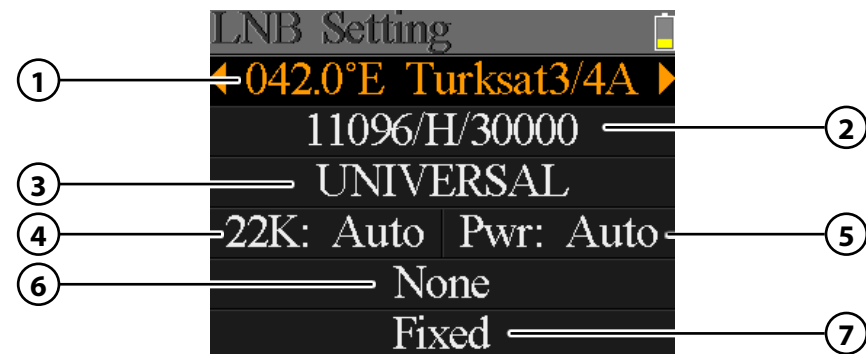 LNB Setting
1 042.0°E Turksat3/4A
11096/H/30000 2
3 UNIVERSAL
4 22K: Auto Pwr: Auto 5
6 None
Fixed 7